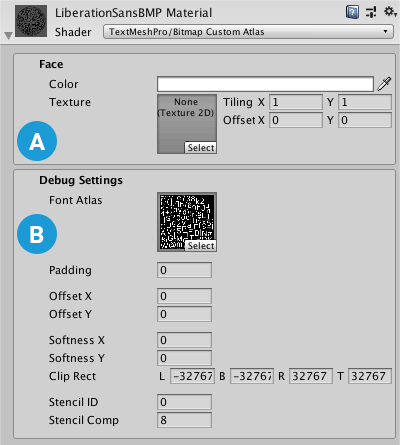 LiberationSansBMP Material
Shader TextMeshPro/Bitmap Custom Atlas
Face
Color
Texture None (Texture 2D) Select Tiling X 1 Y 1
Offset X 0 Y 0
A
Debug Settings
Font Atlas Select
B
Padding 0
Offset X 0
Offset Y 0
Softness X 0
Softness Y 0
Clip Rect L -32767 B -32767 R 32767 T 32767
Stencil ID 0
Stencil Comp 8